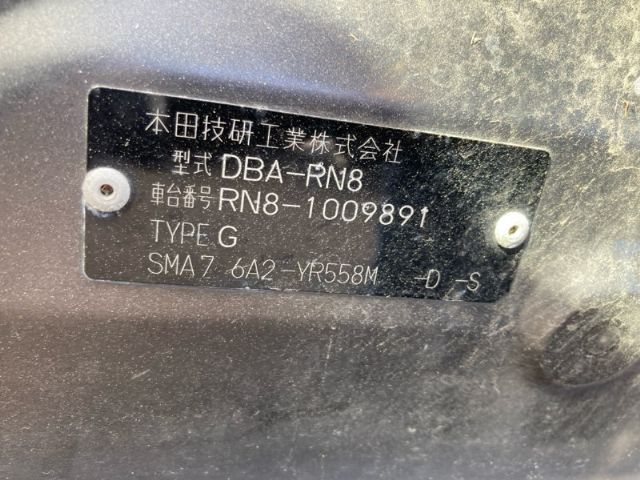 本田技研工業株式会社
型式 DBA-RN8
車台番号 RN8-1009891
TYPE G
SMA7 6A2-YR558M -D -S